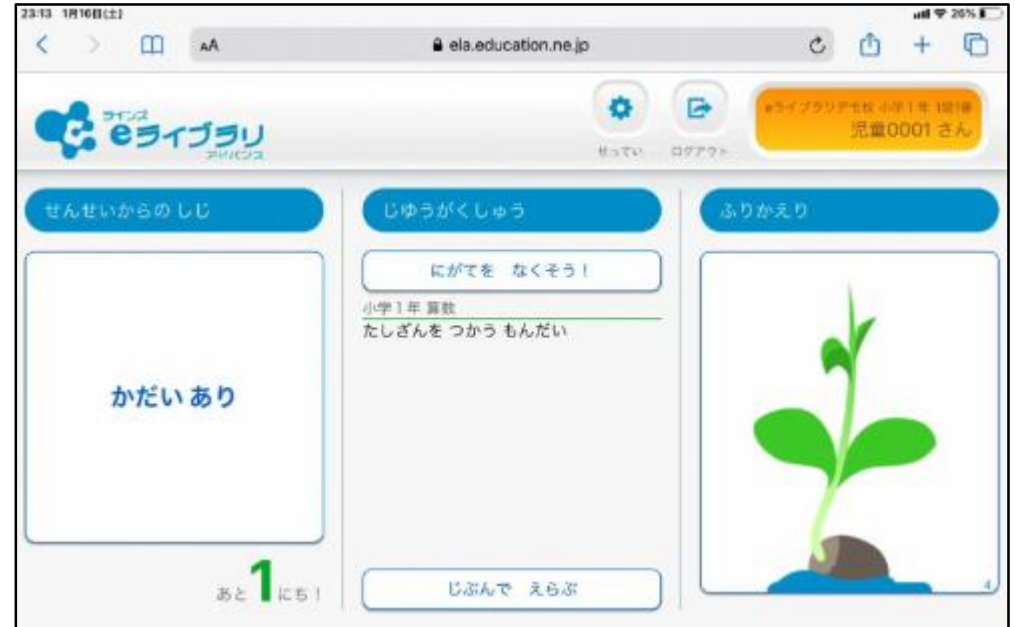 23:13 1月16日(土)
26%
AA
ela.education.ne.jp
ラインズ
eライブラリ
アドバンス
せってい
ログアウト
小学1年
児童0001 さん
せんせいからの しじ
じゆうがくしゅう
ふりかえり
かだい あり
にがてを なくそう!
小学1年 算数
たしざんを つかう もんだい
じぶんで えらぶ
あと1にち!
4